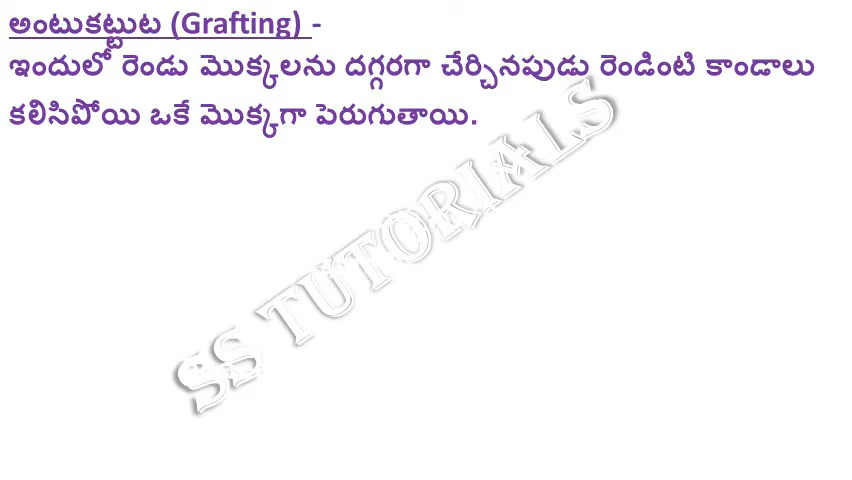 అంటుకట్టుట (Grafting) -
ఇందులో రెండు మొక్కలను దగ్గరగా చేర్చినపుడు రెండింటి కాండాలు
కలిసిపోయి ఒకే మొక్కగా పెరుగుతాయి.
SS TUTORIALS